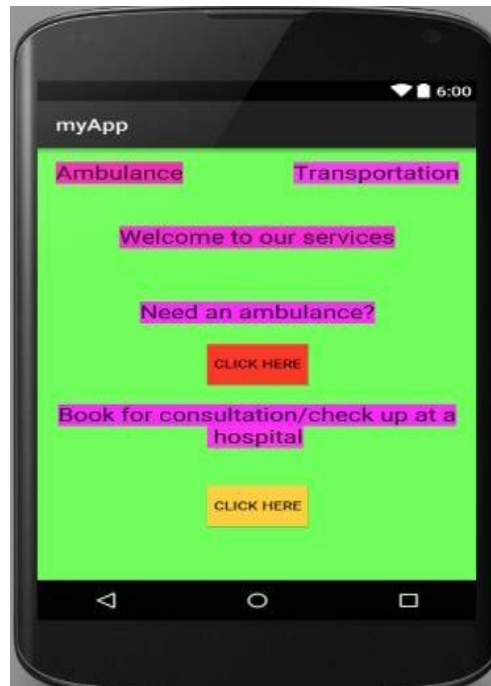 6:00
myApp
Ambulance Transportation
Welcome to our services
Need an ambulance?
CLICK HERE
Book for consultation/check up at a
hospital
CLICK HERE